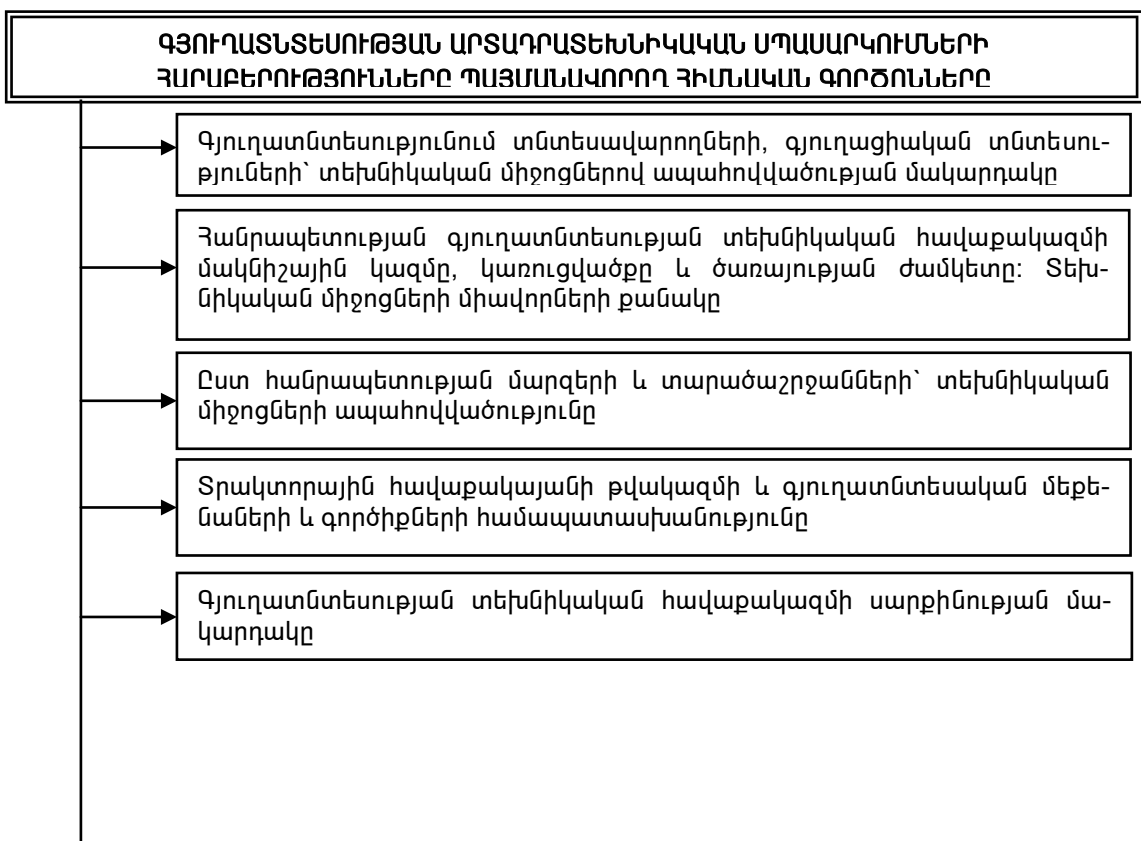 ԳՅՈՒՂԱՏՆՏԵՍՈՒԹՅԱՆ ԱՐՏԱԴՐԱՏԵԽՆԻԿԱԿԱՆ ՍՊԱՍԱՐԿՈՒՄՆԵՐԻ
ՀԱՐԱԲԵՐՈՒԹՅՈՒՆՆԵՐԸ ՊԱՅՄԱՆԱՎՈՐՈՂ ՀԻՄՆԱԿԱՆ ԳՈՐԾՈՆՆԵՐԸ
Գյուղատնտեսությունում տնտեսավարողների, գյուղացիական տնտեսու-
թյունների՝ տեխնիկական միջոցներով ապահովվածության մակարդակը
Հանրապետության գյուղատնտեսության տեխնիկական հավաքակազմի
մակնիշային կազմը, կառուցվածքը և ծառայության ժամկետը: Տեխ-
նիկական միջոցների միավորների քանակը
Ըստ հանրապետության մարզերի և տարածաշրջանների՝ տեխնիկական
միջոցների ապահովվածությունը
Տրակտորային հավաքակայանի թվակազմի և գյուղատնտեսական մեքե-
նաների և գործիքների համապատասխանությունը
Գյուղատնտեսության տեխնիկական հավաքակազմի սարքինության մա-
կարդակը